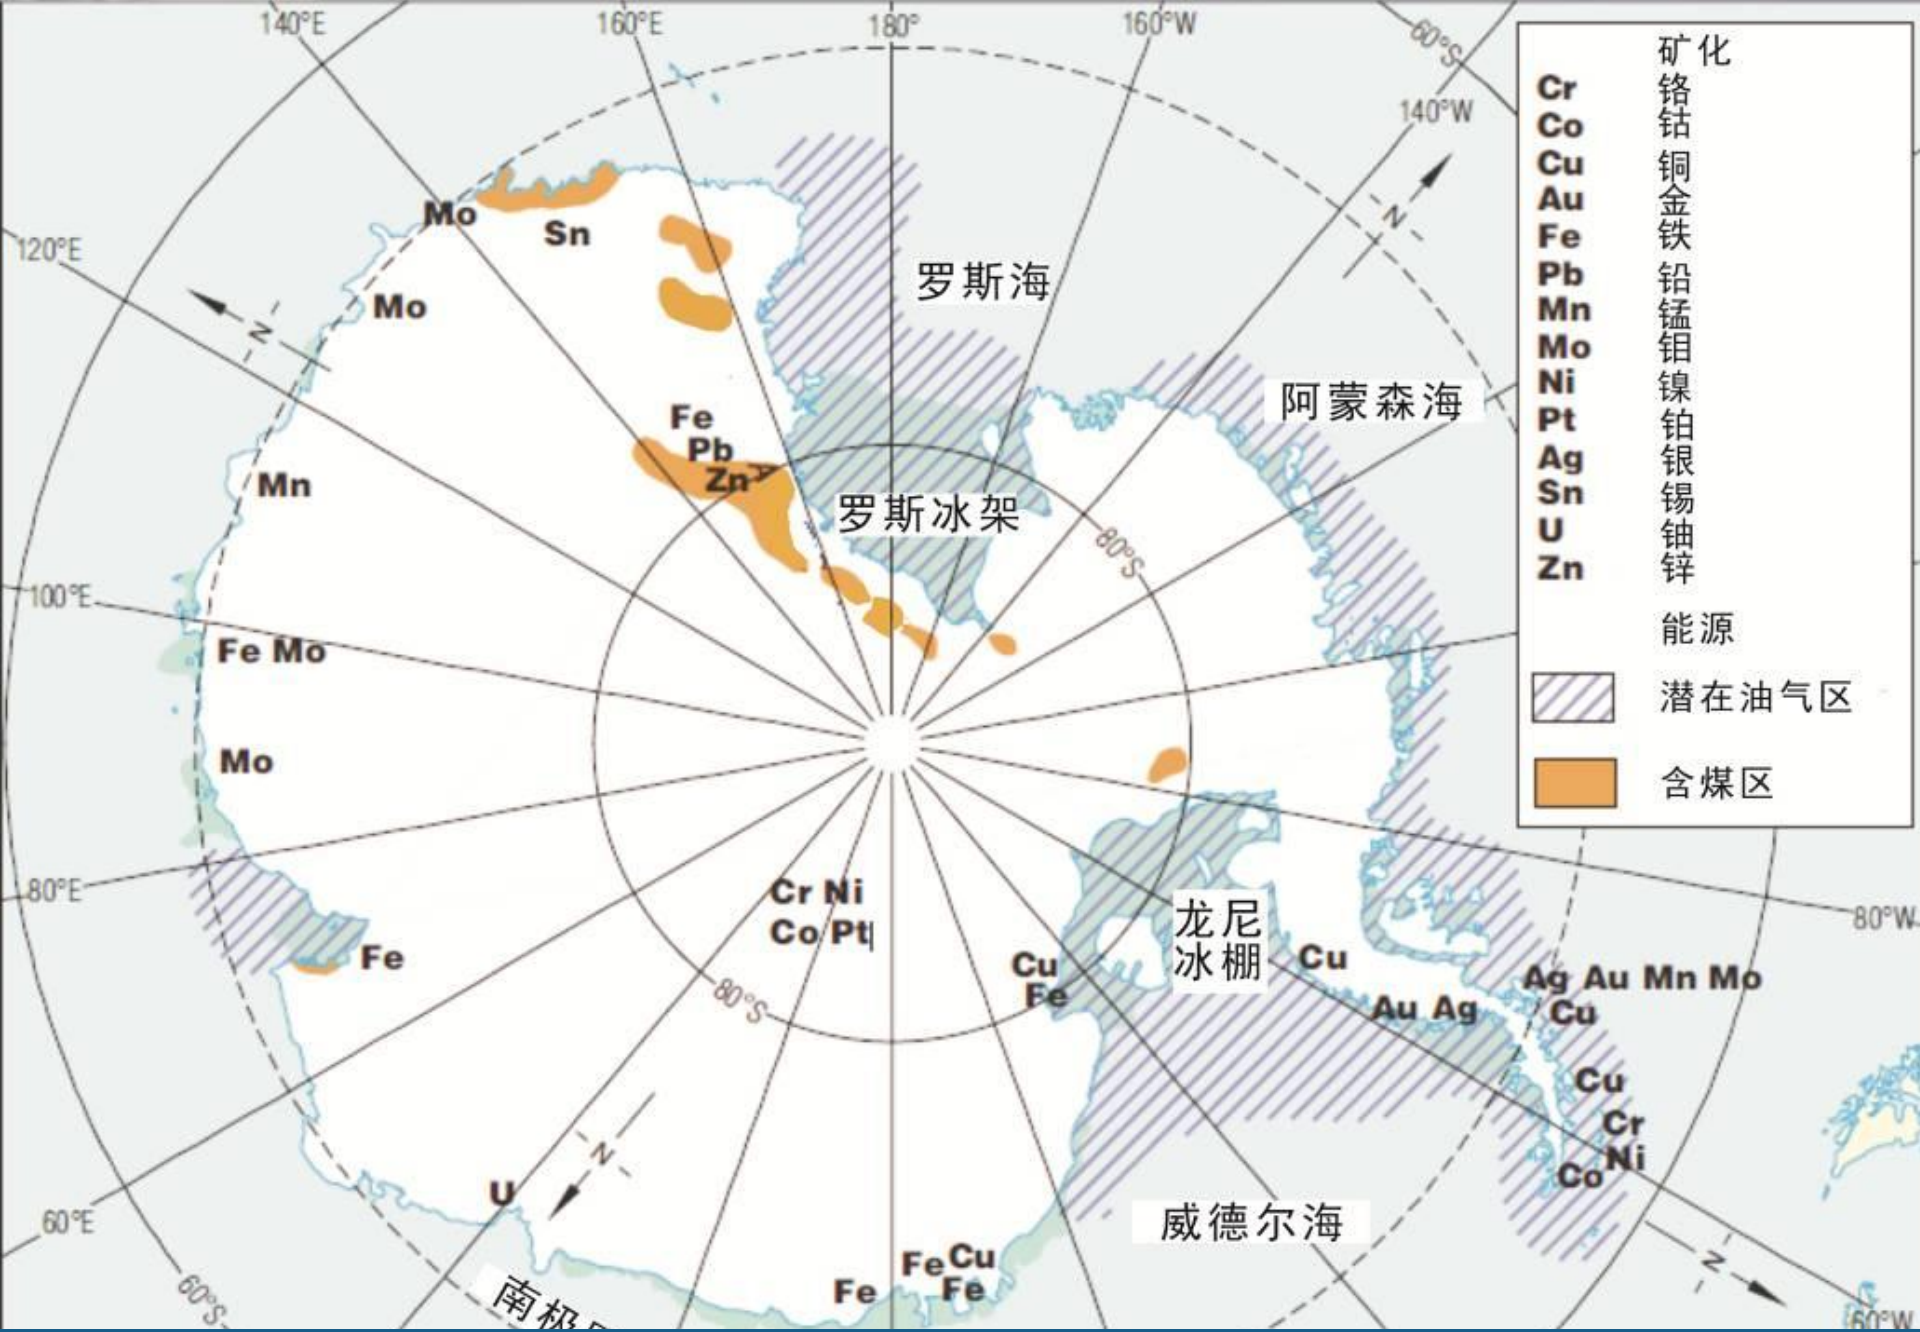 140°E
160°E
180°
160°W
60°S
140°W
N
120°E
N
Mo
Sn
Mo
罗斯海
阿蒙森海
Fe
Pb
Zn
Mn
罗斯冰架
80°S
100°E
Fe Mo
Mo
80°E
Cr Ni
Co Pt
Fe
80°S
Cu
Fe
龙尼
冰棚
Cu
Au Ag
80°W
Ag Au Mn Mo
Cu
Cu
Cr
Ni
Co
N
U
60°E
威德尔海
N
Fe Cu
Fe
Fe
60°S
南极
60°W
矿化
Cr 铬
Co 钴
Cu 铜
Au 金
Fe 铁
Pb 铅
Mn 锰
Mo 钼
Ni 镍
Pt 铂
Ag 银
Sn 锡
U 铀
Zn 锌
能源
潜在油气区
含煤区